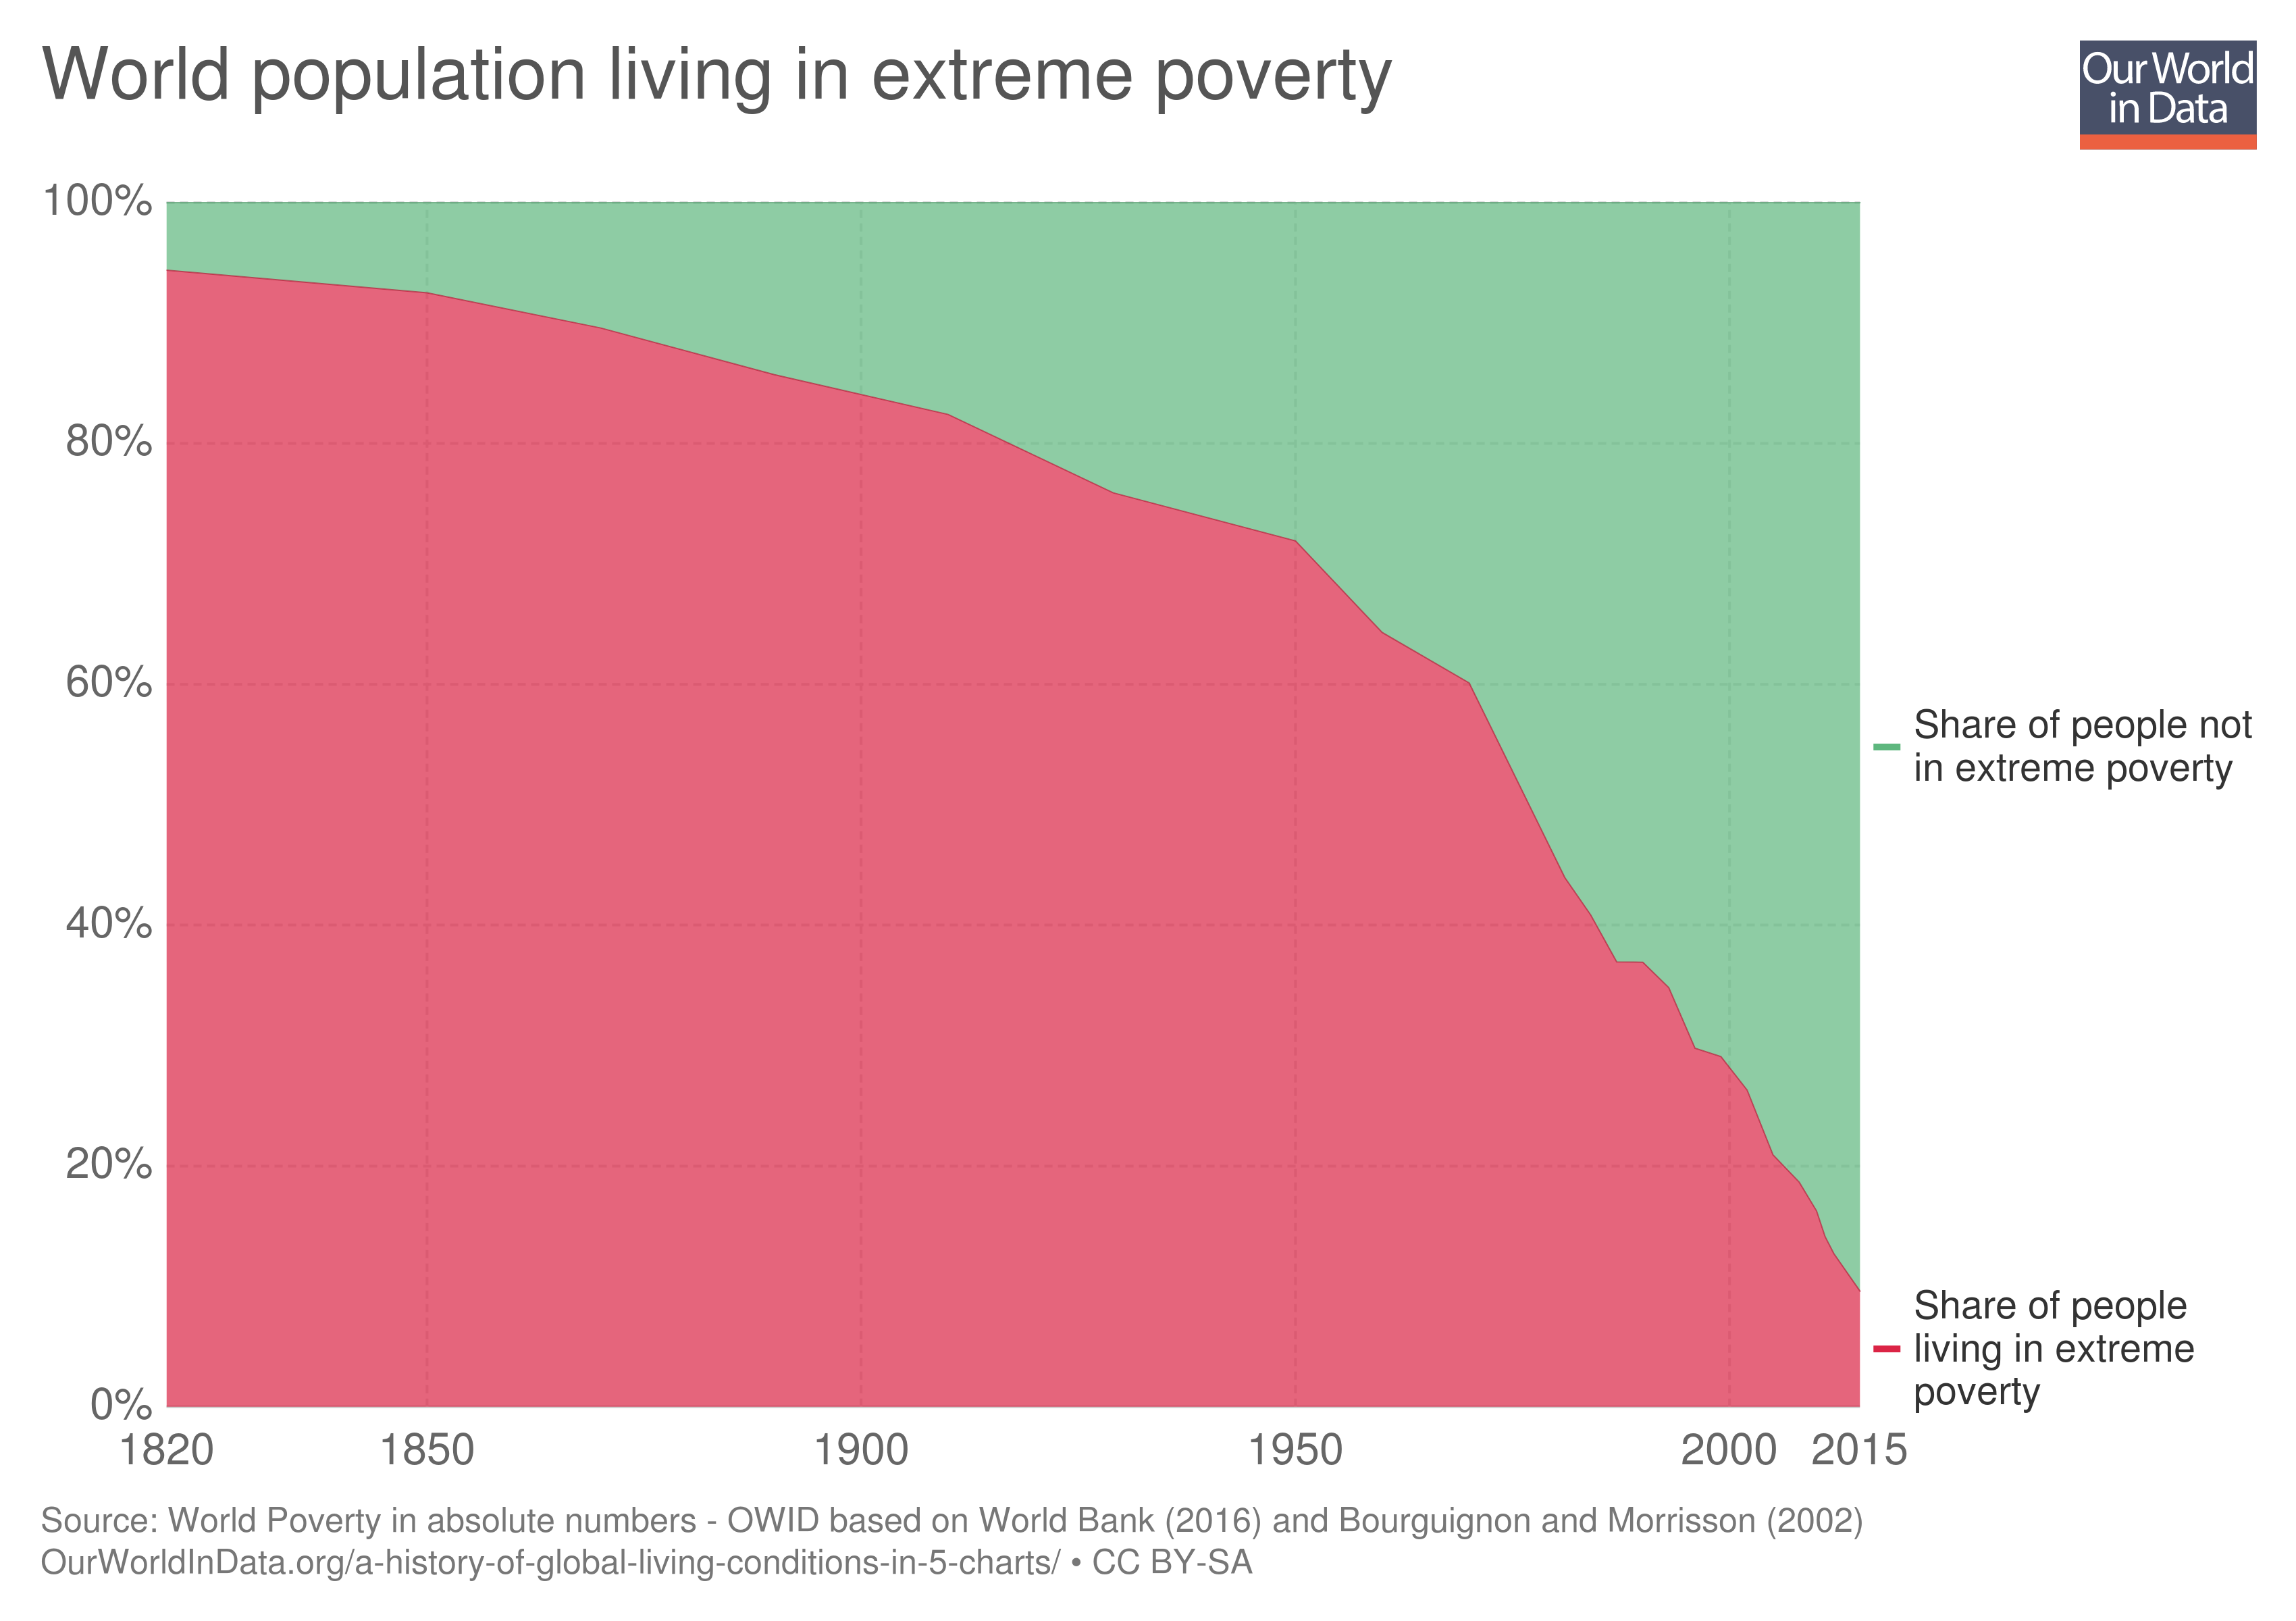 World population living in extreme poverty
Our World
in Data
100%
80%
60%
40%
20%
0%
Share of people not
in extreme poverty
Share of people
living in extreme
poverty
1820 1850 1900 1950 2000 2015
Source: World Poverty in absolute numbers - OWID based on World Bank (2016) and Bourguignon and Morrisson (2002)
OurWorldInData.org/a-history-of-global-living-conditions-in-5-charts/ • CC BY-SA